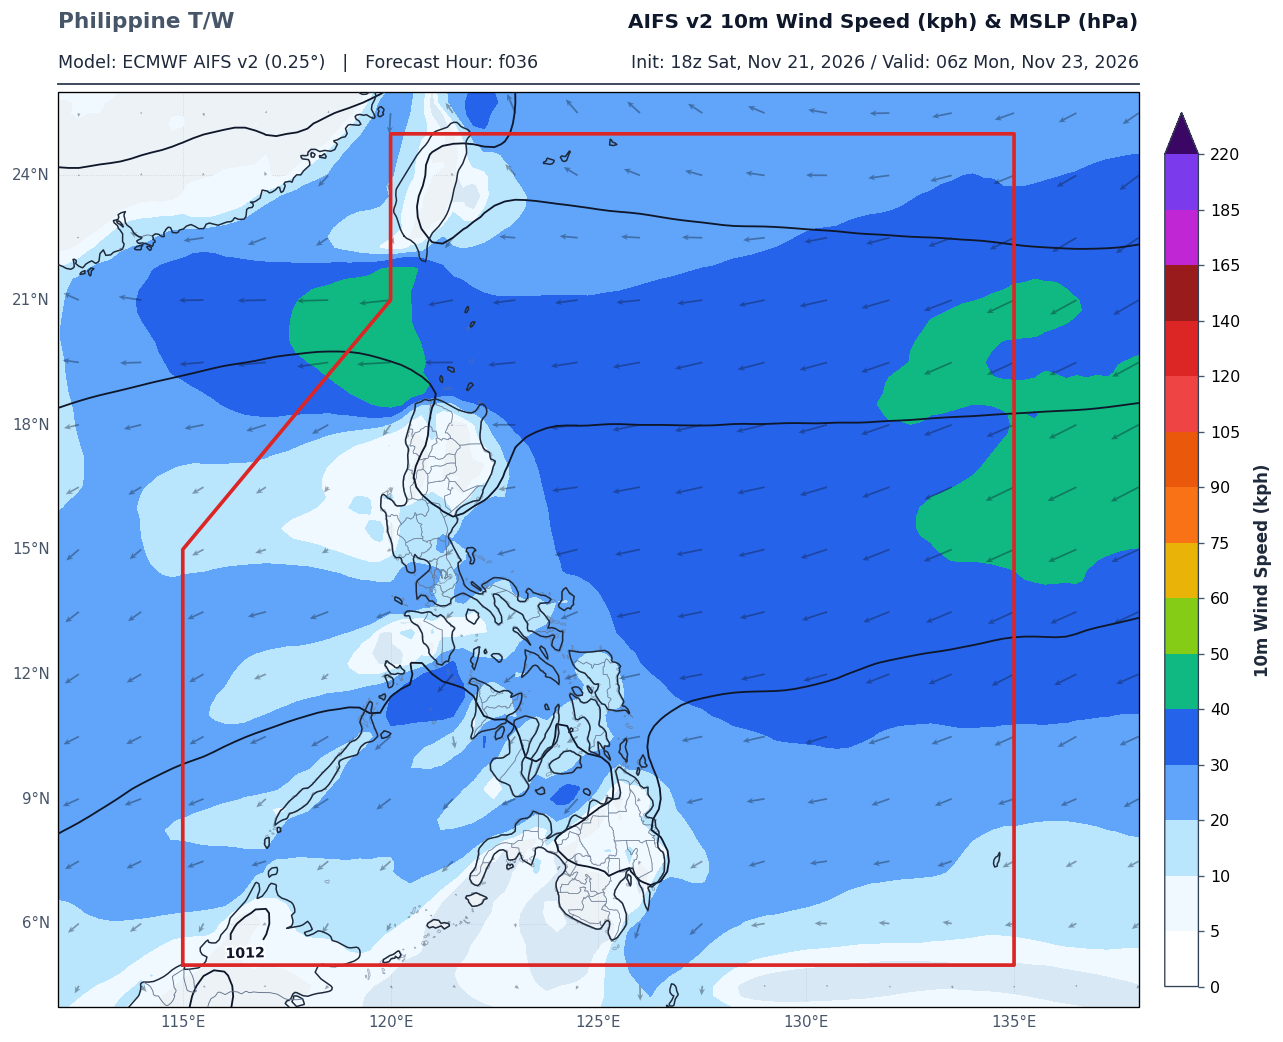 Philippine T/W
AIFS v2 10m Wind Speed (kph) & MSLP (hPa)
Model: ECMWF AIFS v2 (0.25°) | Forecast Hour: f036
Init: 18z Sat, Nov 21, 2026 / Valid: 06z Mon, Nov 23, 2026
24°N
21°N
18°N
15°N
12°N
9°N
6°N
1012
115°E
120°E
125°E
130°E
135°E
220
185
165
140
120
105
90
75
60
50
40
30
20
10
5
0
10m Wind Speed (kph)